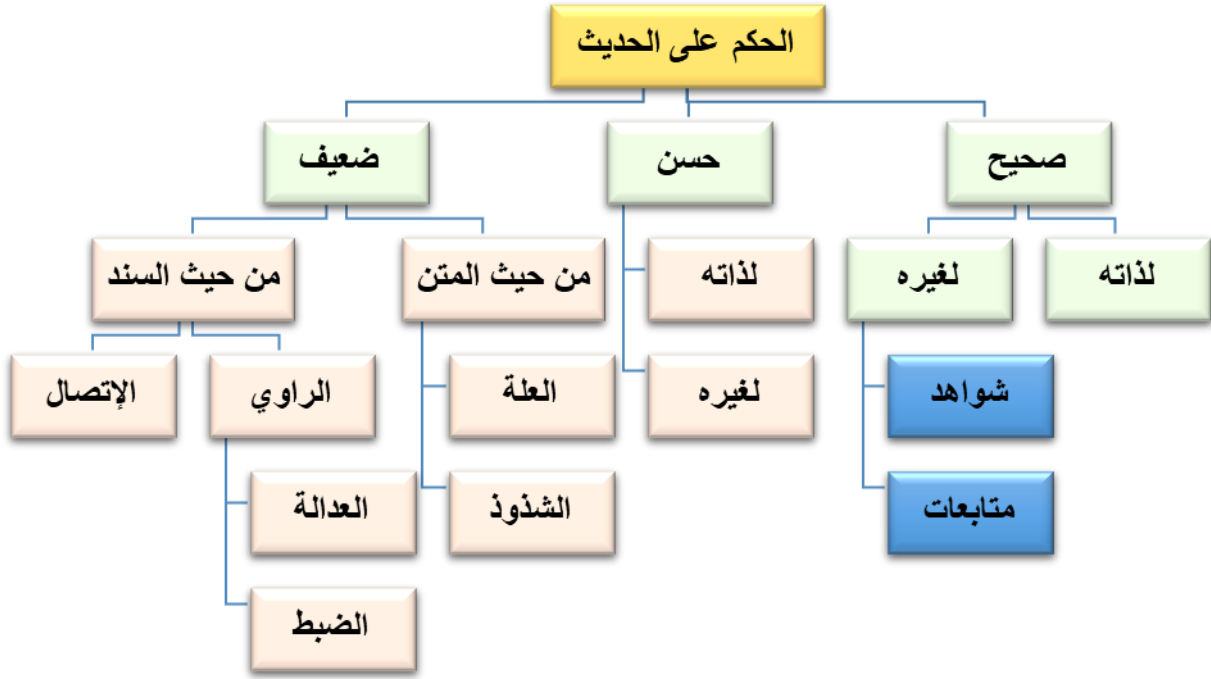 الحكم على الحديث
صحيح
حسن
ضعيف
لذاته
لغيره
لذاته
من حيث المتن
من حيث السند
شواهد
لغيره
العلة
الراوي
الإتصال
متابعات
الشذوذ
العدالة
الضبط